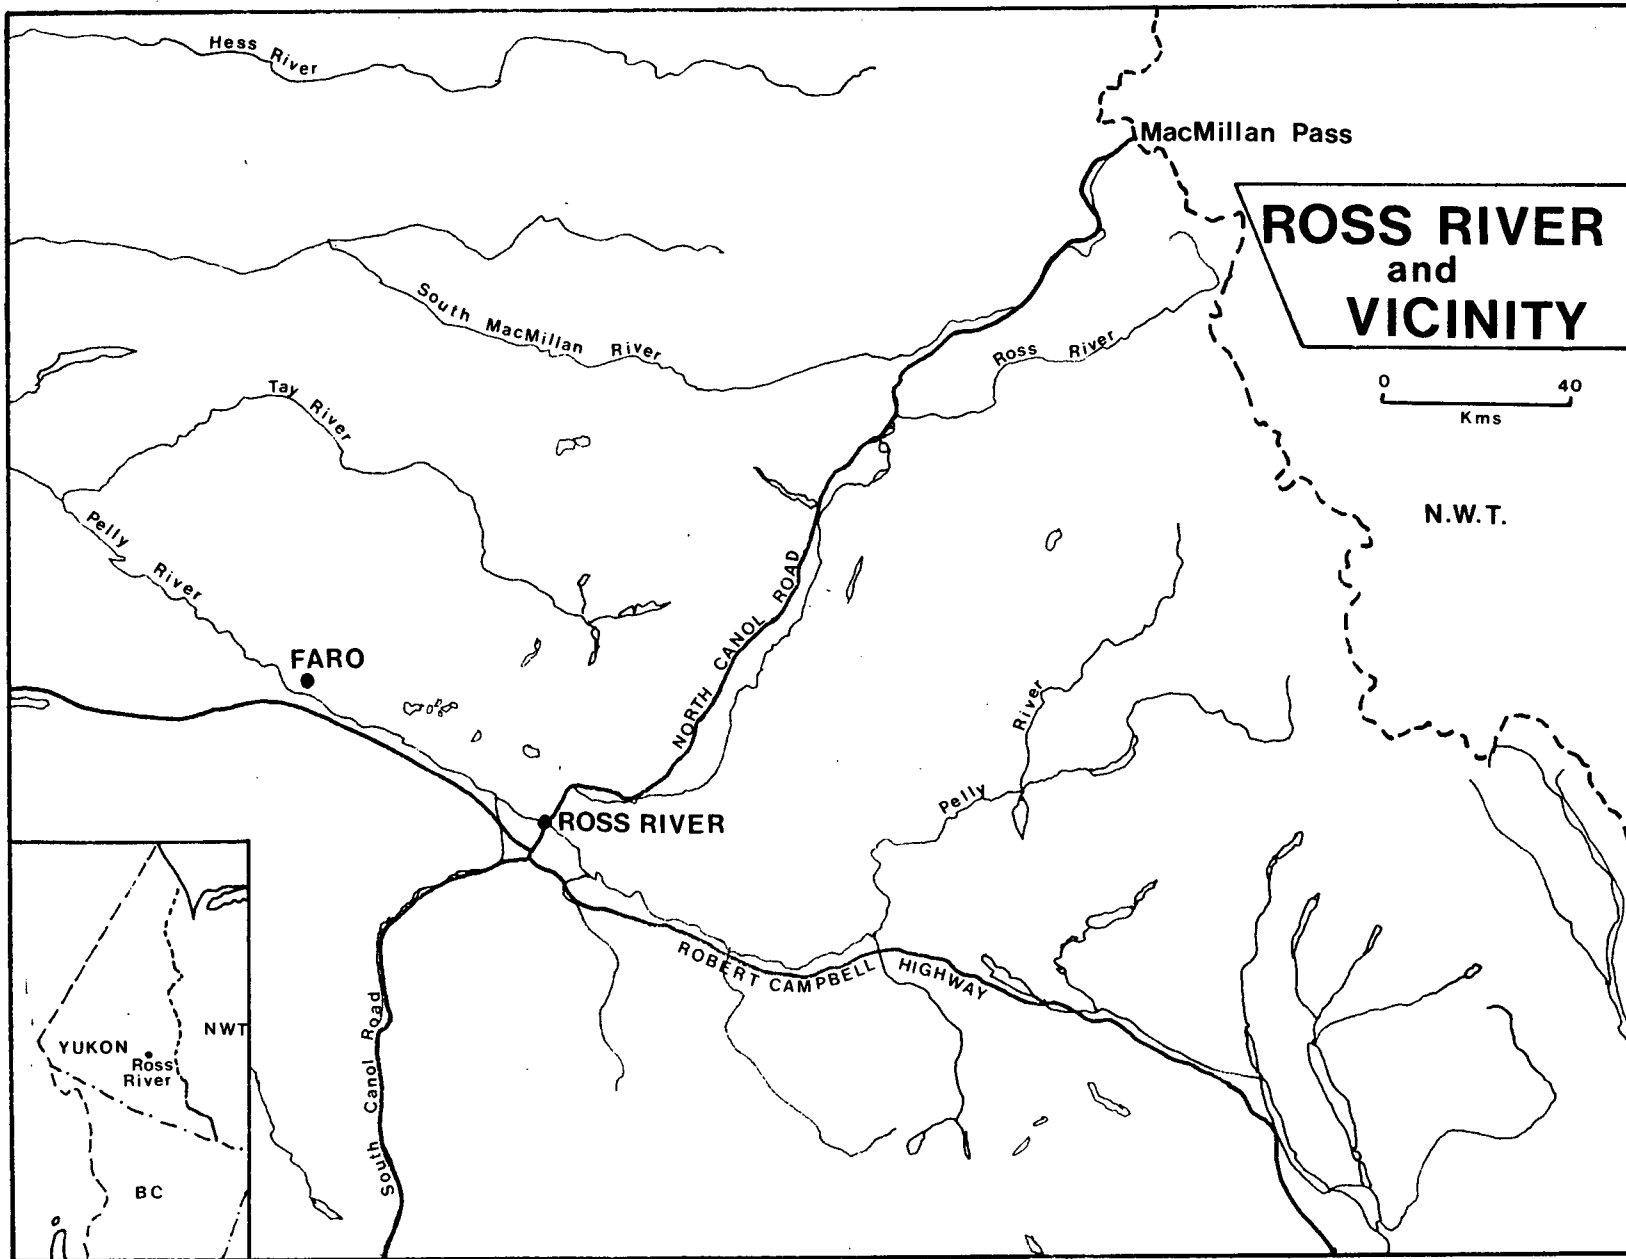 Hess River
MacMillan Pass
ROSS RIVER
and
VICINITY
South MacMillan River
Ross River
0 40
Kms
Tay River
N.W.T.
Pelly River
NORTH CANOL ROAD
FARO
River
Pelly
ROSS RIVER
ROBERT CAMPBELL HIGHWAY
South Canol Road
NWT
YUKON
Ross
River
BC